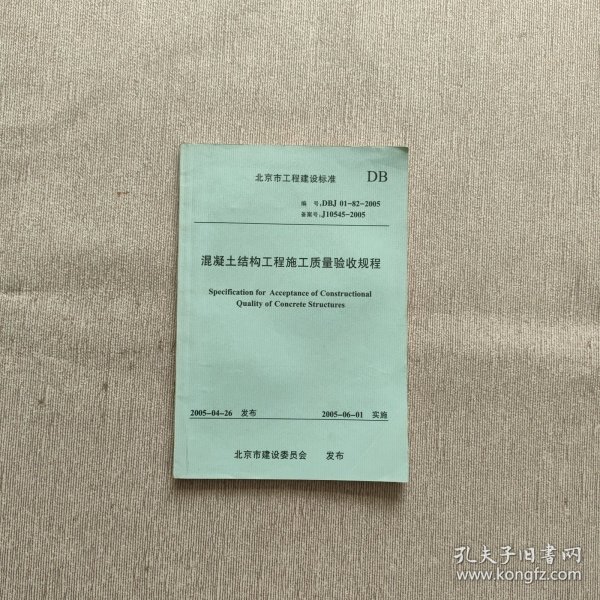 北京市工程建设标准 DB
编 号:DBJ 01-82-2005
备案号:J10545-2005
混凝土结构工程施工质量验收规程
Specification for Acceptance of Constructional
Quality of Concrete Structures
2005-04-26 发布 2005-06-01 实施
北京市建设委员会 发布
孔夫子旧书网
www.kongfz.com